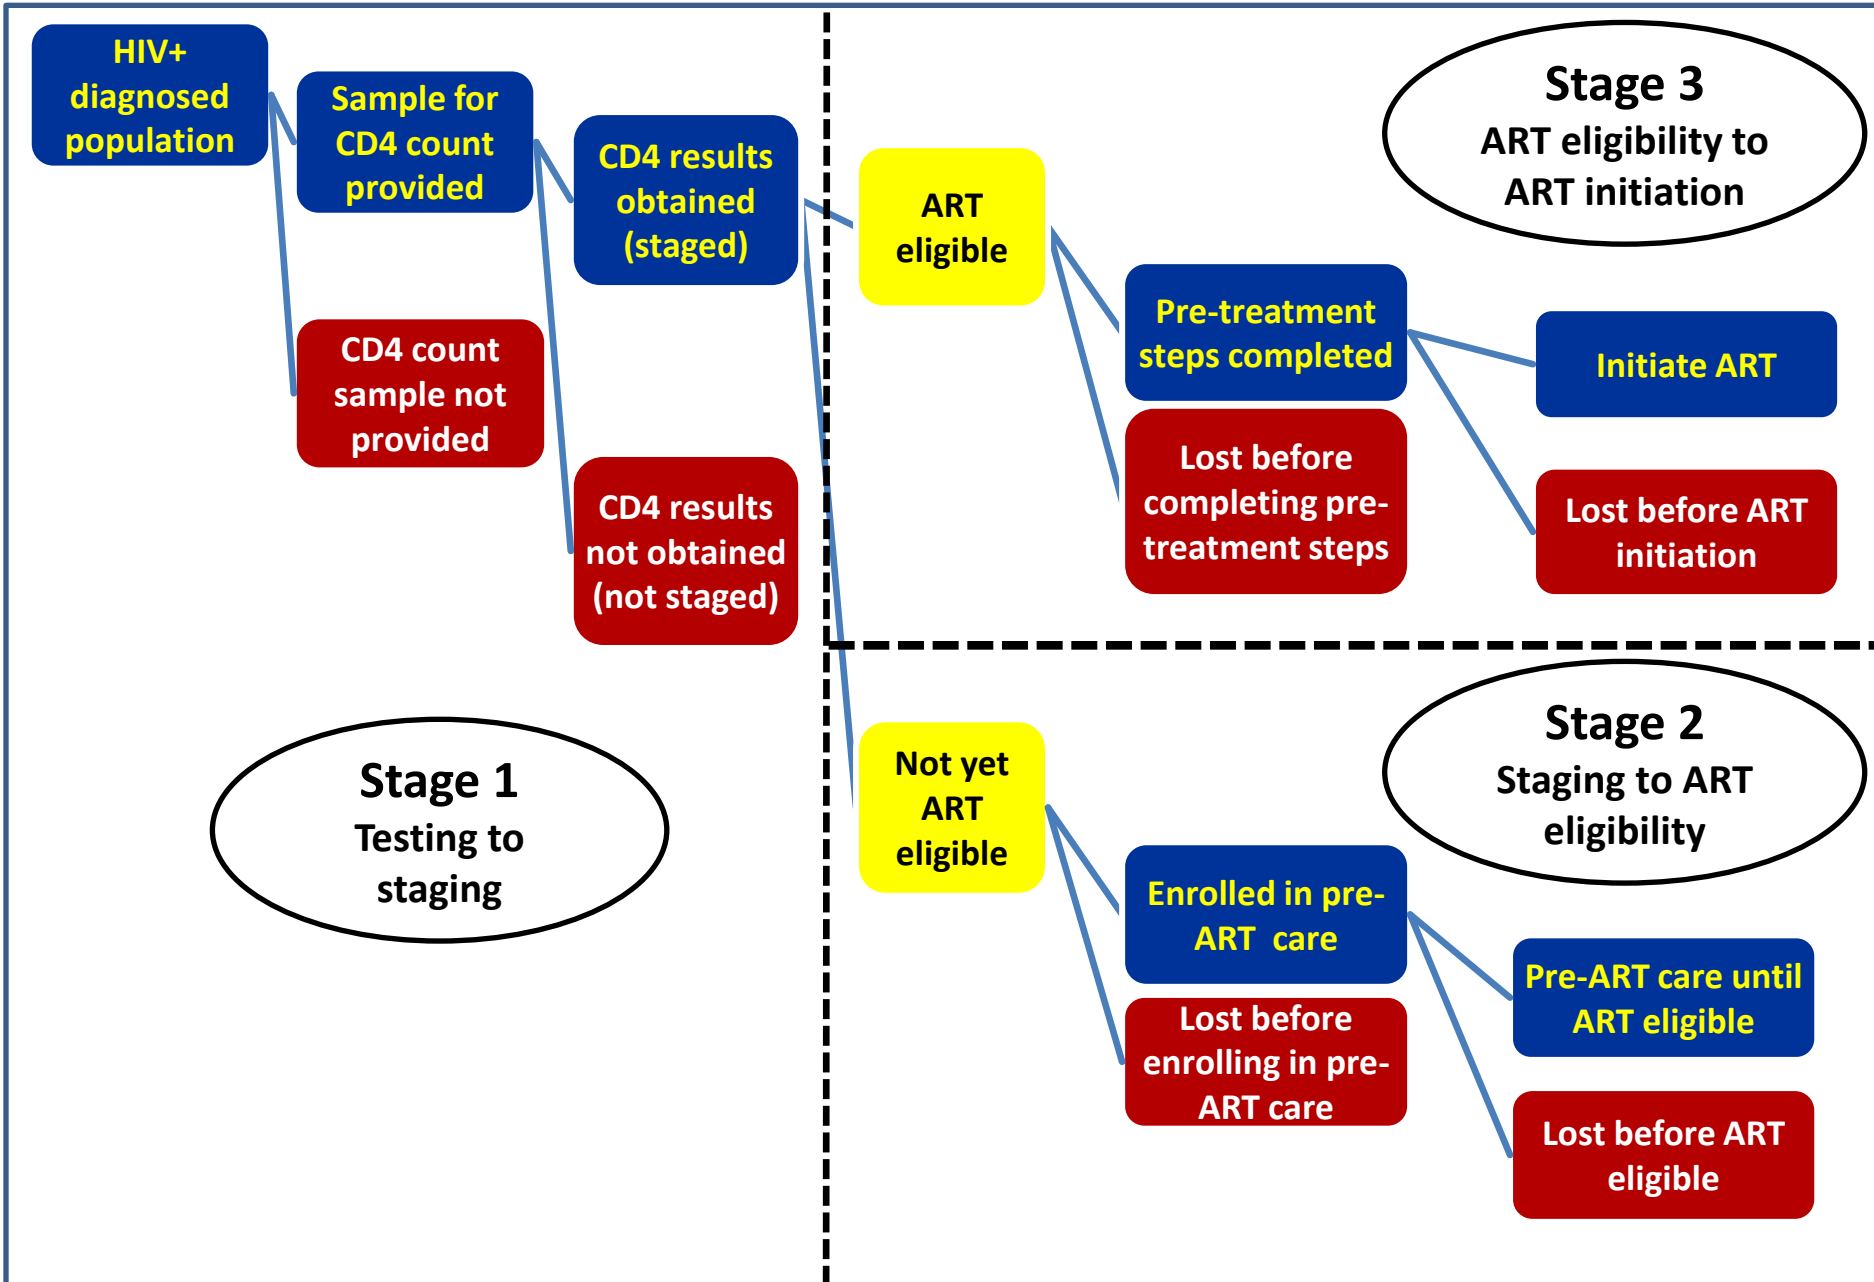 HIV+
diagnosed
population
Sample for
CD4 count
provided
CD4 results
obtained
(staged)
CD4 count
sample not
provided
CD4 results
not obtained
(not staged)
Stage 1
Testing to
staging
ART
eligible
Pre-treatment
steps completed
Initiate ART
Lost before
completing pre-
treatment steps
Lost before ART
initiation
Stage 3
ART eligibility to
ART initiation
Not yet
ART
eligible
Enrolled in pre-
ART  care
Lost before
enrolling in pre-
ART care
Pre-ART care until
ART eligible
Lost before ART
eligible
Stage 2
Staging to ART
eligibility